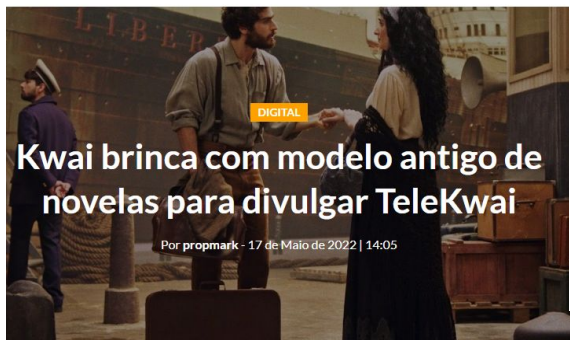 LIBER
DIGITAL
Kwai brinca com modelo antigo de
novelas para divulgar TeleKwai
Por propmark - 17 de Maio de 2022 | 14:05